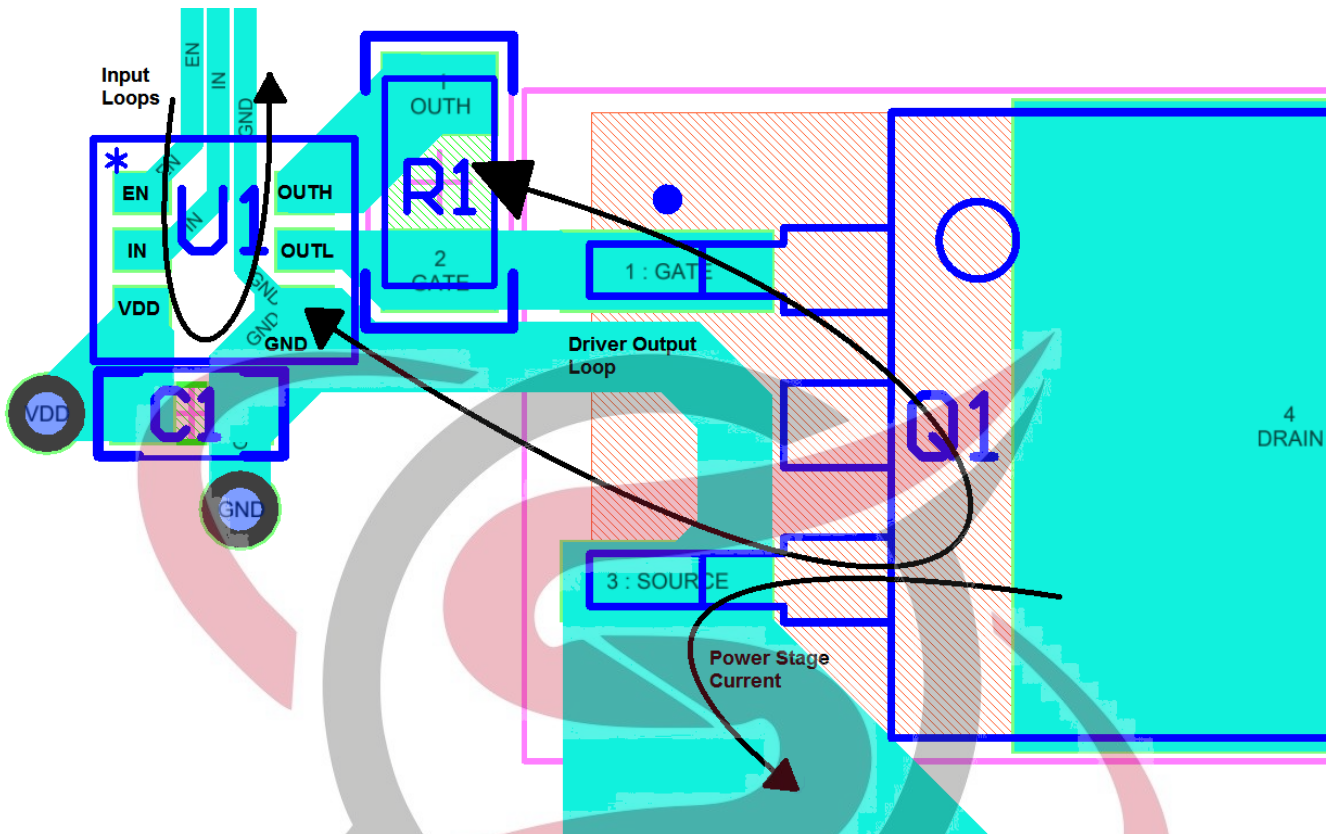 EN
IN
GND
Input
Loops
1
OUTH
*
EN
EN
OUTH
R1
U1
IN
IN
OUTL
2
GATE
1 : GATE
VDD
GND
GND
GND
Driver Output
Loop
VDD
C1
Q1
4
DRAIN
GND
3 : SOURCE
Power Stage
Current